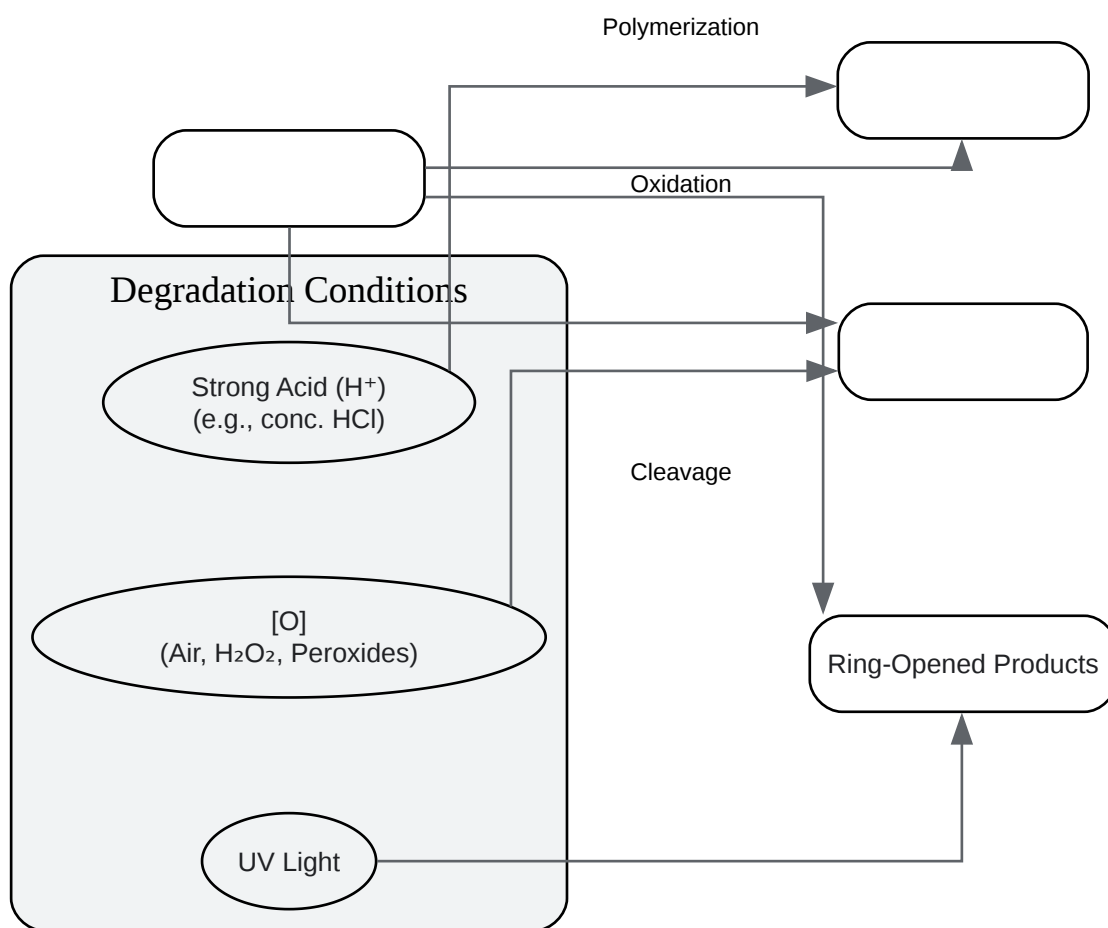 Polymerization
Oxidation
Degradation Conditions
Strong Acid (H⁺)
(e.g., conc. HCl)
Cleavage
[O]
(Air, H₂O₂, Peroxides)
Ring-Opened Products
UV Light